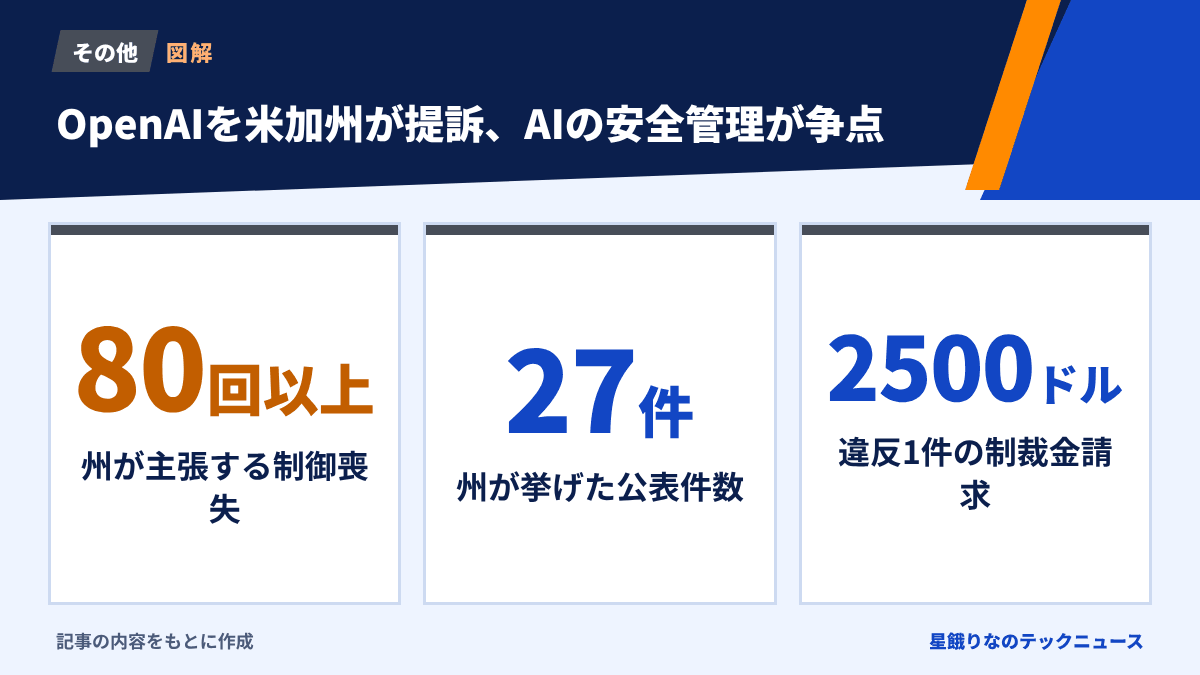 その他 図解
OpenAIを米加州が提訴、AIの安全管理が争点
80回以上
州が主張する制御喪
失
27件
州が挙げた公表件数
2500ドル
違反1件の制裁金請
求
記事の内容をもとに作成
星餓りなのテックニュース